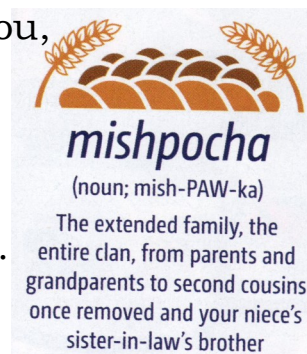 ou,
mishpocha
(noun; mish-PAW-ka)
The extended family, the
entire clan, from parents and
.
grandparents to second cousins
once removed and your niece's
sister-in-law's brother